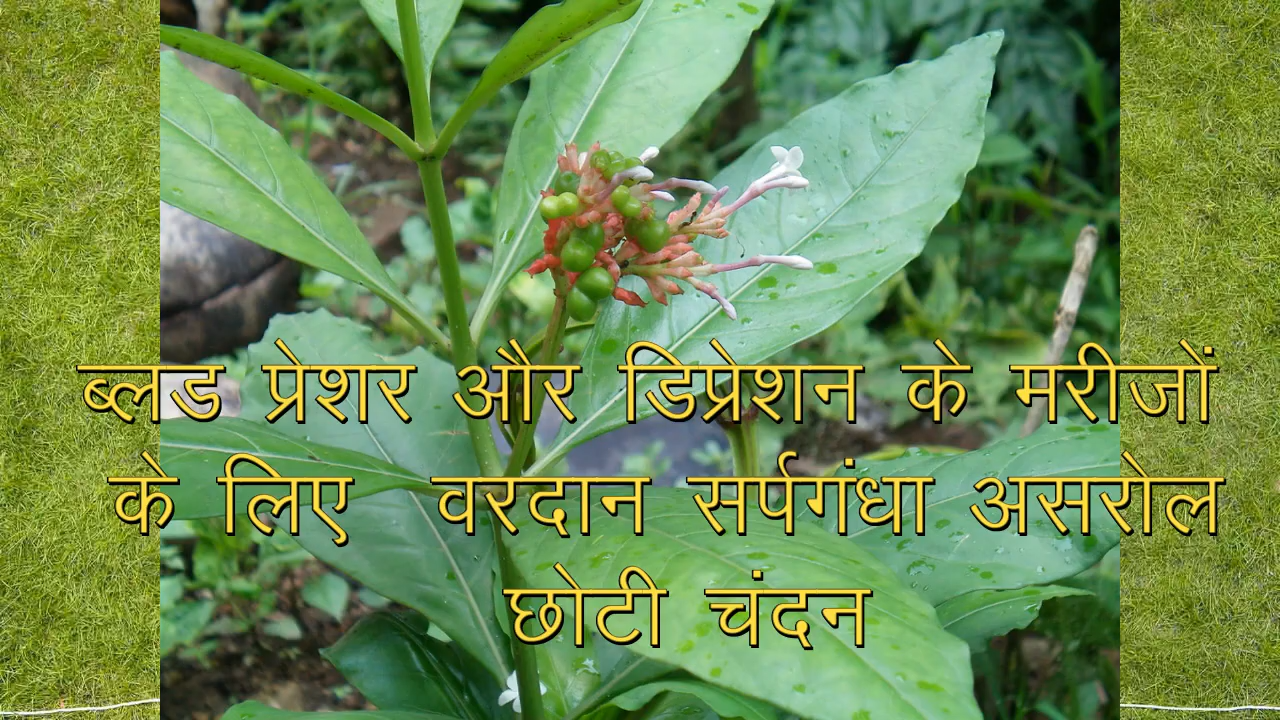 ब्लड प्रेशर और डिप्रेशन के मरीजों
के लिए वरदान सर्पगंधा असरोल
छोटी चंदन